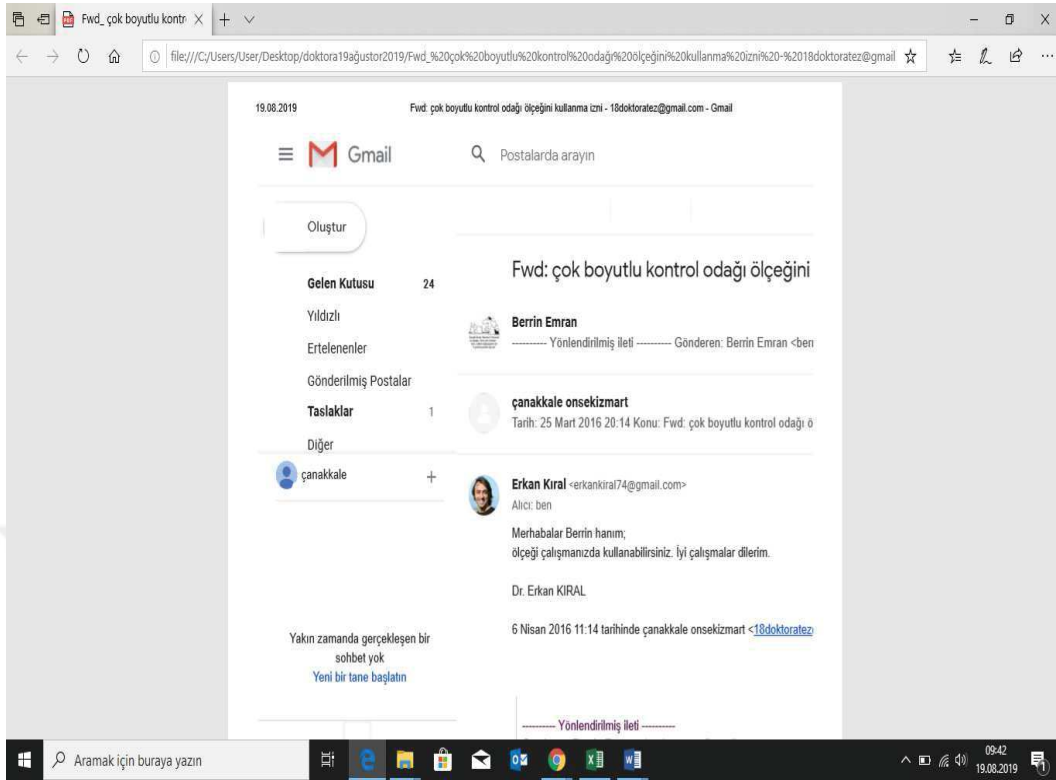 Fwd_ çok boyutlu kontro
file:///C:/Users/User/Desktop/doktora19ağustor2019/Fwd_%20çok%20boyutlu%20kontrol%20odağı%20ölçeğini%20kullanma%20izni%20-%2018doktoratez@gmail
19.08.2019 Fwd: çok boyutlu kontrol odağı ölçeğini kullanma izni - 18doktoratez@gmail.com - Gmail
Gmail Postalarda arayın
Oluştur
Fwd: çok boyutlu kontrol odağı ölçeğini
Gelen Kutusu 24
Yıldızlı
Ertelenenler
Gönderilmiş Postalar
Taslaklar 1
Diğer
çanakkale +
Berrin Emran
---------- Yönlendirilmiş ileti ---------- Gönderen: Berrin Emran <ben
çanakkale onsekizmart
Tarih: 25 Mart 2016 20:14 Konu: Fwd: çok boyutlu kontrol odağı ö
Erkan Kıral <erkankiral74@gmail.com>
Alıcı: ben
Merhabalar Berrin hanım;
ölçeği çalışmanızda kullanabilirsiniz. İyi çalışmalar dilerim.
Dr. Erkan KIRAL
6 Nisan 2016 11:14 tarihinde çanakkale onsekizmart <18doktoratez
Yakın zamanda gerçekleşen bir
sohbet yok
Yeni bir tane başlatın
---------- Yönlendirilmiş ileti ----------
Aramak için buraya yazın
09:42
19.08.2019